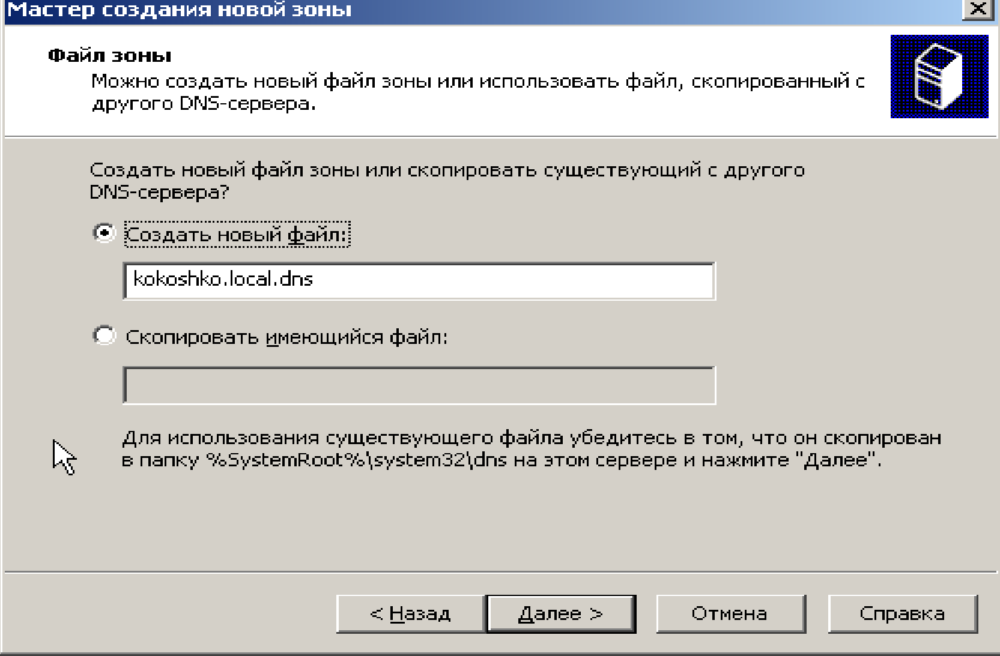 Мастер создания новой зоны
Файл зоны
Можно создать новый файл зоны или использовать файл, скопированный с
другого DNS-сервера.
Создать новый файл зоны или скопировать существующий с другого
DNS-сервера?
Создать новый файл:
kokoshko.local.dns
Скопировать имеющийся файл:
Для использования существующего файла убедитесь в том, что он скопирован
в папку %SystemRoot%\system32\dns на этом сервере и нажмите "Далее".
< Назад Далее > Отмена Справка